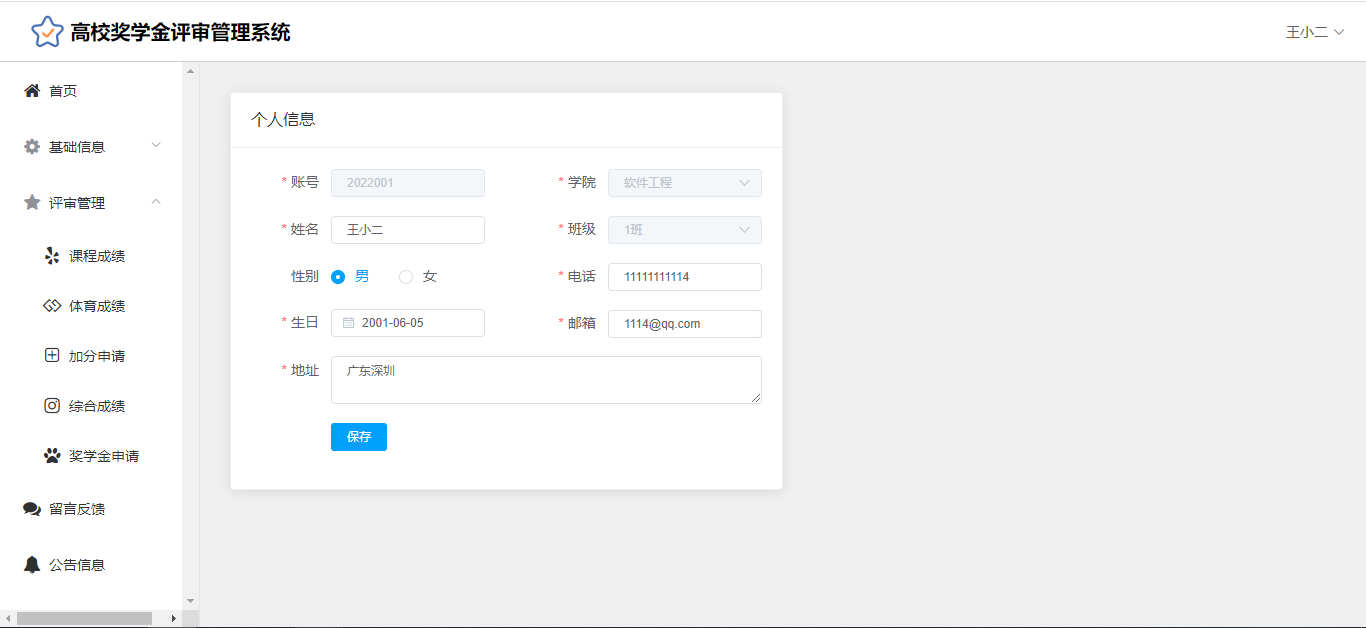 高校奖学金评审管理系统
王小二
首页
基础信息
评审管理
课程成绩
体育成绩
加分申请
综合成绩
奖学金申请
留言反馈
公告信息
个人信息
* 账号 2022001 * 学院 软件工程
* 姓名 王小二 * 班级 1班
性别 男 女 * 电话 11111111114
* 生日 2001-06-05 * 邮箱 1114@qq.com
* 地址 广东深圳
保存